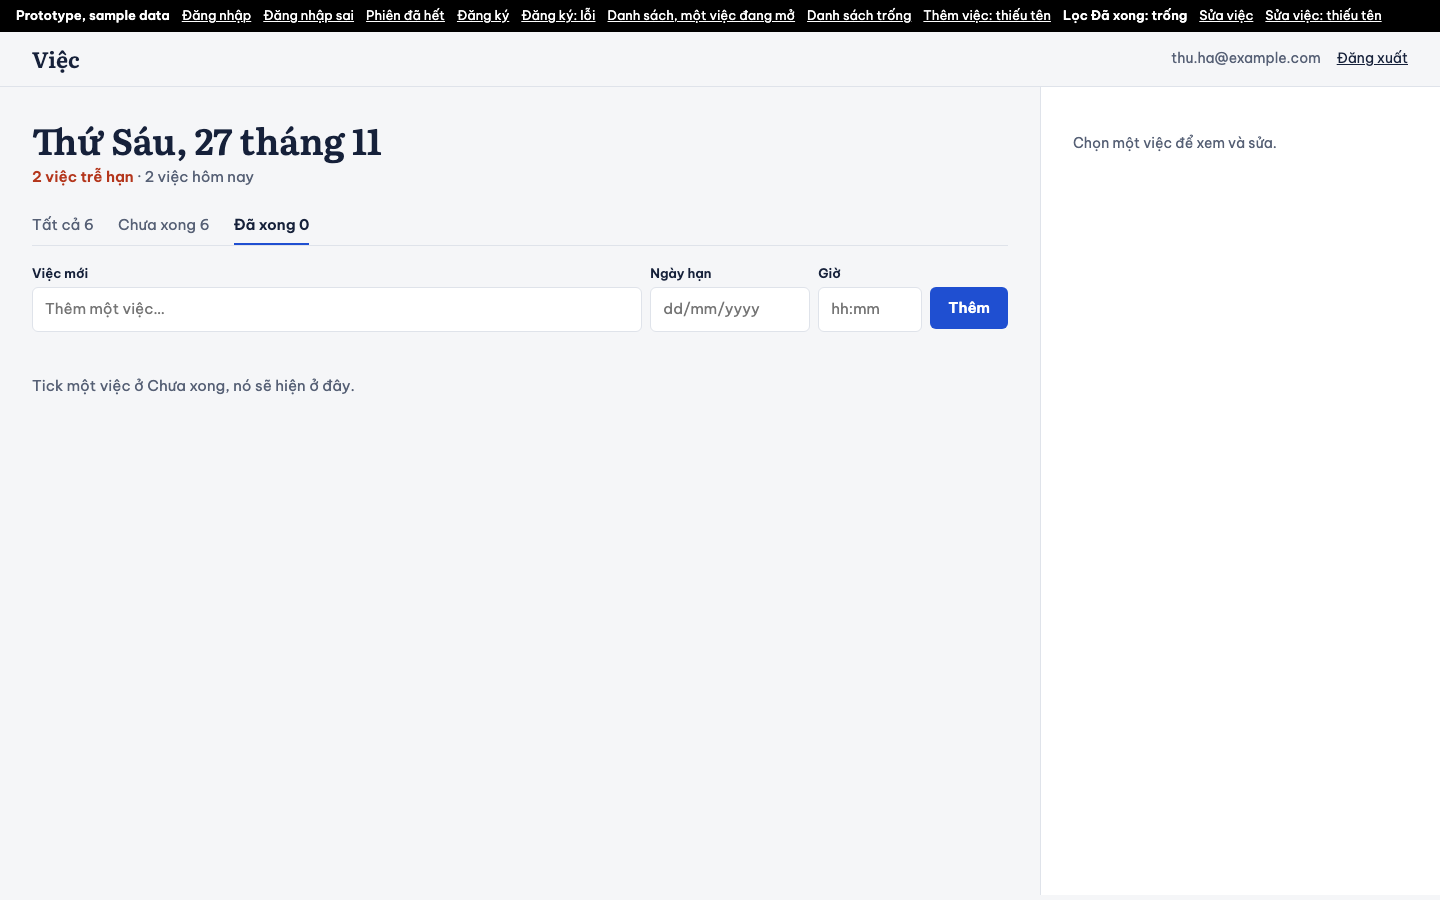 Prototype, sample data Đăng nhập Đăng nhập sai Phiên đã hết Đăng ký Đăng ký: lỗi Danh sách, một việc đang mở Danh sách trống Thêm việc: thiếu tên Lọc Đã xong: trống Sửa việc Sửa việc: thiếu tên
Việc thu.ha@example.com Đăng xuất
Thứ Sáu, 27 tháng 11
Chọn một việc để xem và sửa.
2 việc trễ hạn · 2 việc hôm nay
Tất cả 6 Chưa xong 6 Đã xong 0
Việc mới Ngày hạn Giờ
Thêm một việc... dd/mm/yyyy hh:mm Thêm
Tick một việc ở Chưa xong, nó sẽ hiện ở đây.